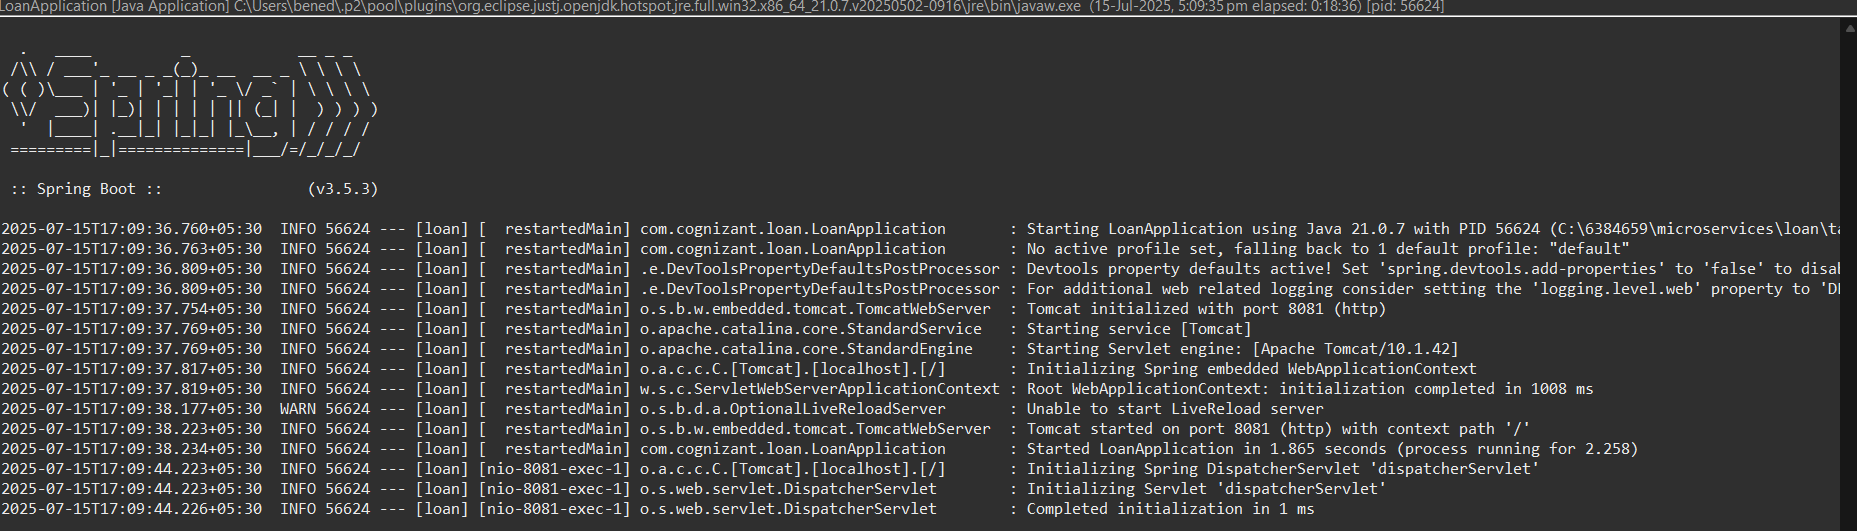 LoanApplication [Java Application] C:\Users\bened\.p2\pool\plugins\org.eclipse.justj.openjdk.hotspot.jre.full.win32.x86_64_21.0.7.v20250502-0916\jre\bin\javaw.exe (15-Jul-2025, 5:09:35 pm elapsed: 0:18:36) [pid: 56624]
  .   ____          _            __ _ _
 /\\ / ___'_ __ _ _(_)_ __  __ _ \ \ \ \
( ( )\___ | '_ | '_| | '_ \/ _` | \ \ \ \
 \\/  ___)| |_)| | | | | || (_| |  ) ) ) )
  '  |____| .__|_| |_|_| |_\__, | / / / /
 =========|_|==============|___/=/_/_/_/
 :: Spring Boot ::                (v3.5.3)
2025-07-15T17:09:36.760+05:30  INFO 56624 --- [loan] [  restartedMain] com.cognizant.loan.LoanApplication       : Starting LoanApplication using Java 21.0.7 with PID 56624 (C:\6384659\microservices\loan\ta
2025-07-15T17:09:36.763+05:30  INFO 56624 --- [loan] [  restartedMain] com.cognizant.loan.LoanApplication       : No active profile set, falling back to 1 default profile: "default"
2025-07-15T17:09:36.809+05:30  INFO 56624 --- [loan] [  restartedMain] .e.DevToolsPropertyDefaultsPostProcessor : Devtools property defaults active! Set 'spring.devtools.add-properties' to 'false' to disab
2025-07-15T17:09:36.809+05:30  INFO 56624 --- [loan] [  restartedMain] .e.DevToolsPropertyDefaultsPostProcessor : For additional web related logging consider setting the 'logging.level.web' property to 'DE
2025-07-15T17:09:37.754+05:30  INFO 56624 --- [loan] [  restartedMain] o.s.b.w.embedded.tomcat.TomcatWebServer  : Tomcat initialized with port 8081 (http)
2025-07-15T17:09:37.769+05:30  INFO 56624 --- [loan] [  restartedMain] o.apache.catalina.core.StandardService   : Starting service [Tomcat]
2025-07-15T17:09:37.769+05:30  INFO 56624 --- [loan] [  restartedMain] o.apache.catalina.core.StandardEngine    : Starting Servlet engine: [Apache Tomcat/10.1.42]
2025-07-15T17:09:37.817+05:30  INFO 56624 --- [loan] [  restartedMain] o.a.c.c.C.[Tomcat].[localhost].[/]       : Initializing Spring embedded WebApplicationContext
2025-07-15T17:09:37.819+05:30  INFO 56624 --- [loan] [  restartedMain] w.s.c.ServletWebServerApplicationContext : Root WebApplicationContext: initialization completed in 1008 ms
2025-07-15T17:09:38.177+05:30  WARN 56624 --- [loan] [  restartedMain] o.s.b.d.a.OptionalLiveReloadServer       : Unable to start LiveReload server
2025-07-15T17:09:38.223+05:30  INFO 56624 --- [loan] [  restartedMain] o.s.b.w.embedded.tomcat.TomcatWebServer  : Tomcat started on port 8081 (http) with context path '/'
2025-07-15T17:09:38.234+05:30  INFO 56624 --- [loan] [  restartedMain] com.cognizant.loan.LoanApplication       : Started LoanApplication in 1.865 seconds (process running for 2.258)
2025-07-15T17:09:44.223+05:30  INFO 56624 --- [loan] [nio-8081-exec-1] o.a.c.c.C.[Tomcat].[localhost].[/]       : Initializing Spring DispatcherServlet 'dispatcherServlet'
2025-07-15T17:09:44.223+05:30  INFO 56624 --- [loan] [nio-8081-exec-1] o.s.web.servlet.DispatcherServlet        : Initializing Servlet 'dispatcherServlet'
2025-07-15T17:09:44.226+05:30  INFO 56624 --- [loan] [nio-8081-exec-1] o.s.web.servlet.DispatcherServlet        : Completed initialization in 1 ms